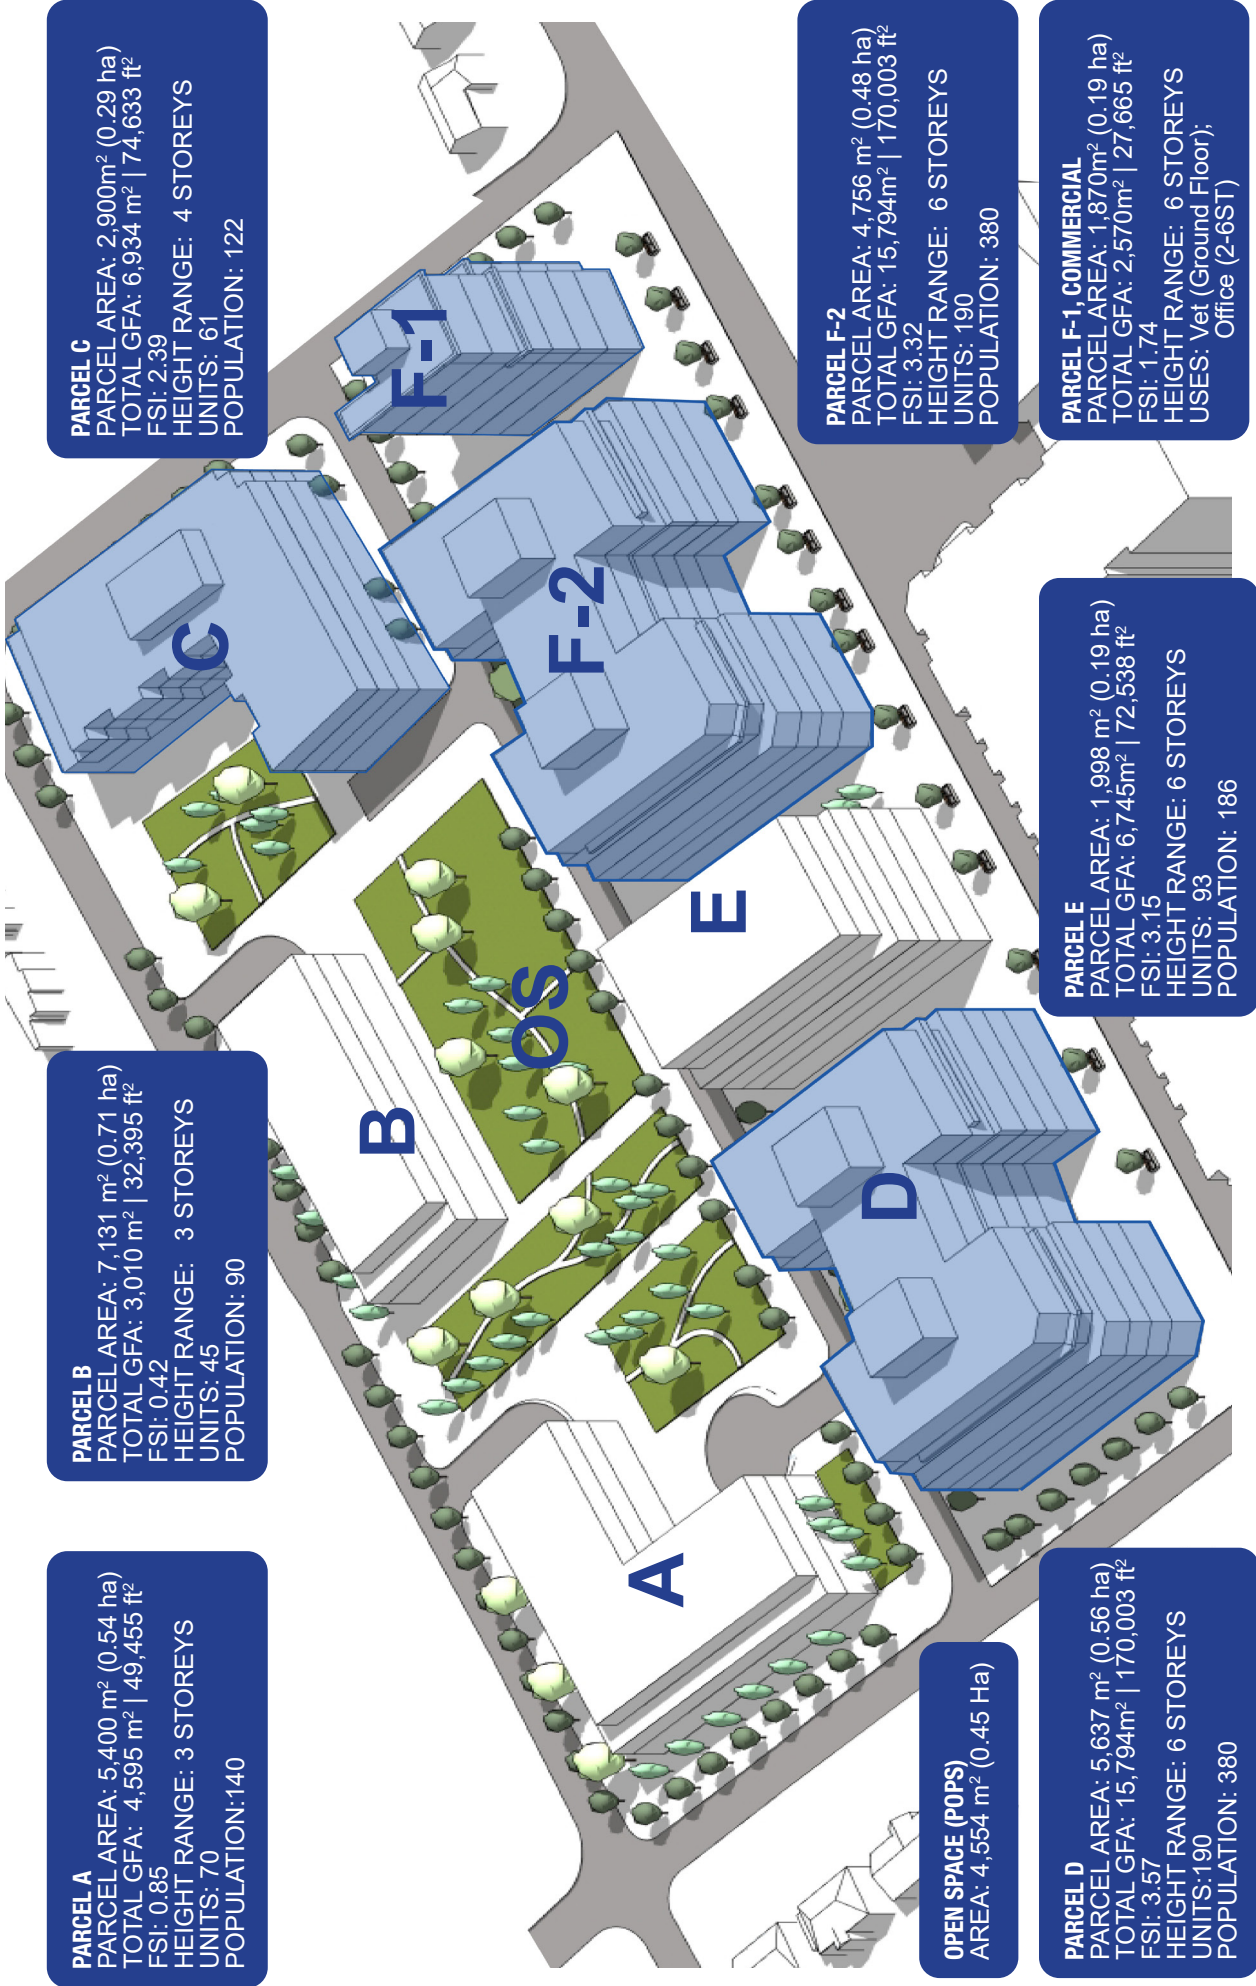 PARCEL A
PARCEL AREA: 5,400 m² (0.54 ha)
TOTAL GFA: 4,595 m² | 49,455 ft²
FSI: 0.85
HEIGHT RANGE: 3 STOREYS
UNITS: 70
POPULATION:140
PARCEL B
PARCEL AREA: 7,131 m² (0.71 ha)
TOTAL GFA: 3,010 m² | 32,395 ft²
FSI: 0.42
HEIGHT RANGE: 3 STOREYS
UNITS: 45
POPULATION: 90
PARCEL C
PARCEL AREA: 2,900m² (0.29 ha)
TOTAL GFA: 6,934 m² | 74,633 ft²
FSI: 2.39
HEIGHT RANGE: 4 STOREYS
UNITS: 61
POPULATION: 122
C
B
F-1
OS
F-2
A
E
D
OPEN SPACE (POPS)
AREA: 4,554 m² (0.45 Ha)
PARCEL F-2
PARCEL AREA: 4,756 m² (0.48 ha)
TOTAL GFA: 15,794m² | 170,003 ft²
FSI: 3.32
HEIGHT RANGE: 6 STOREYS
UNITS: 190
POPULATION: 380
PARCEL D
PARCEL AREA: 5,637 m² (0.56 ha)
TOTAL GFA: 15,794m² | 170,003 ft²
FSI: 3.57
HEIGHT RANGE: 6 STOREYS
UNITS:190
POPULATION: 380
PARCEL E
PARCEL AREA: 1,998 m² (0.19 ha)
TOTAL GFA: 6,745m² | 72,538 ft²
FSI: 3.15
HEIGHT RANGE: 6 STOREYS
UNITS: 93
POPULATION: 186
PARCEL F-1, COMMERCIAL
PARCEL AREA: 1,870m² (0.19 ha)
TOTAL GFA: 2,570m² | 27,665 ft²
FSI: 1.74
HEIGHT RANGE: 6 STOREYS
USES: Vet (Ground Floor);
Office (2-6ST)